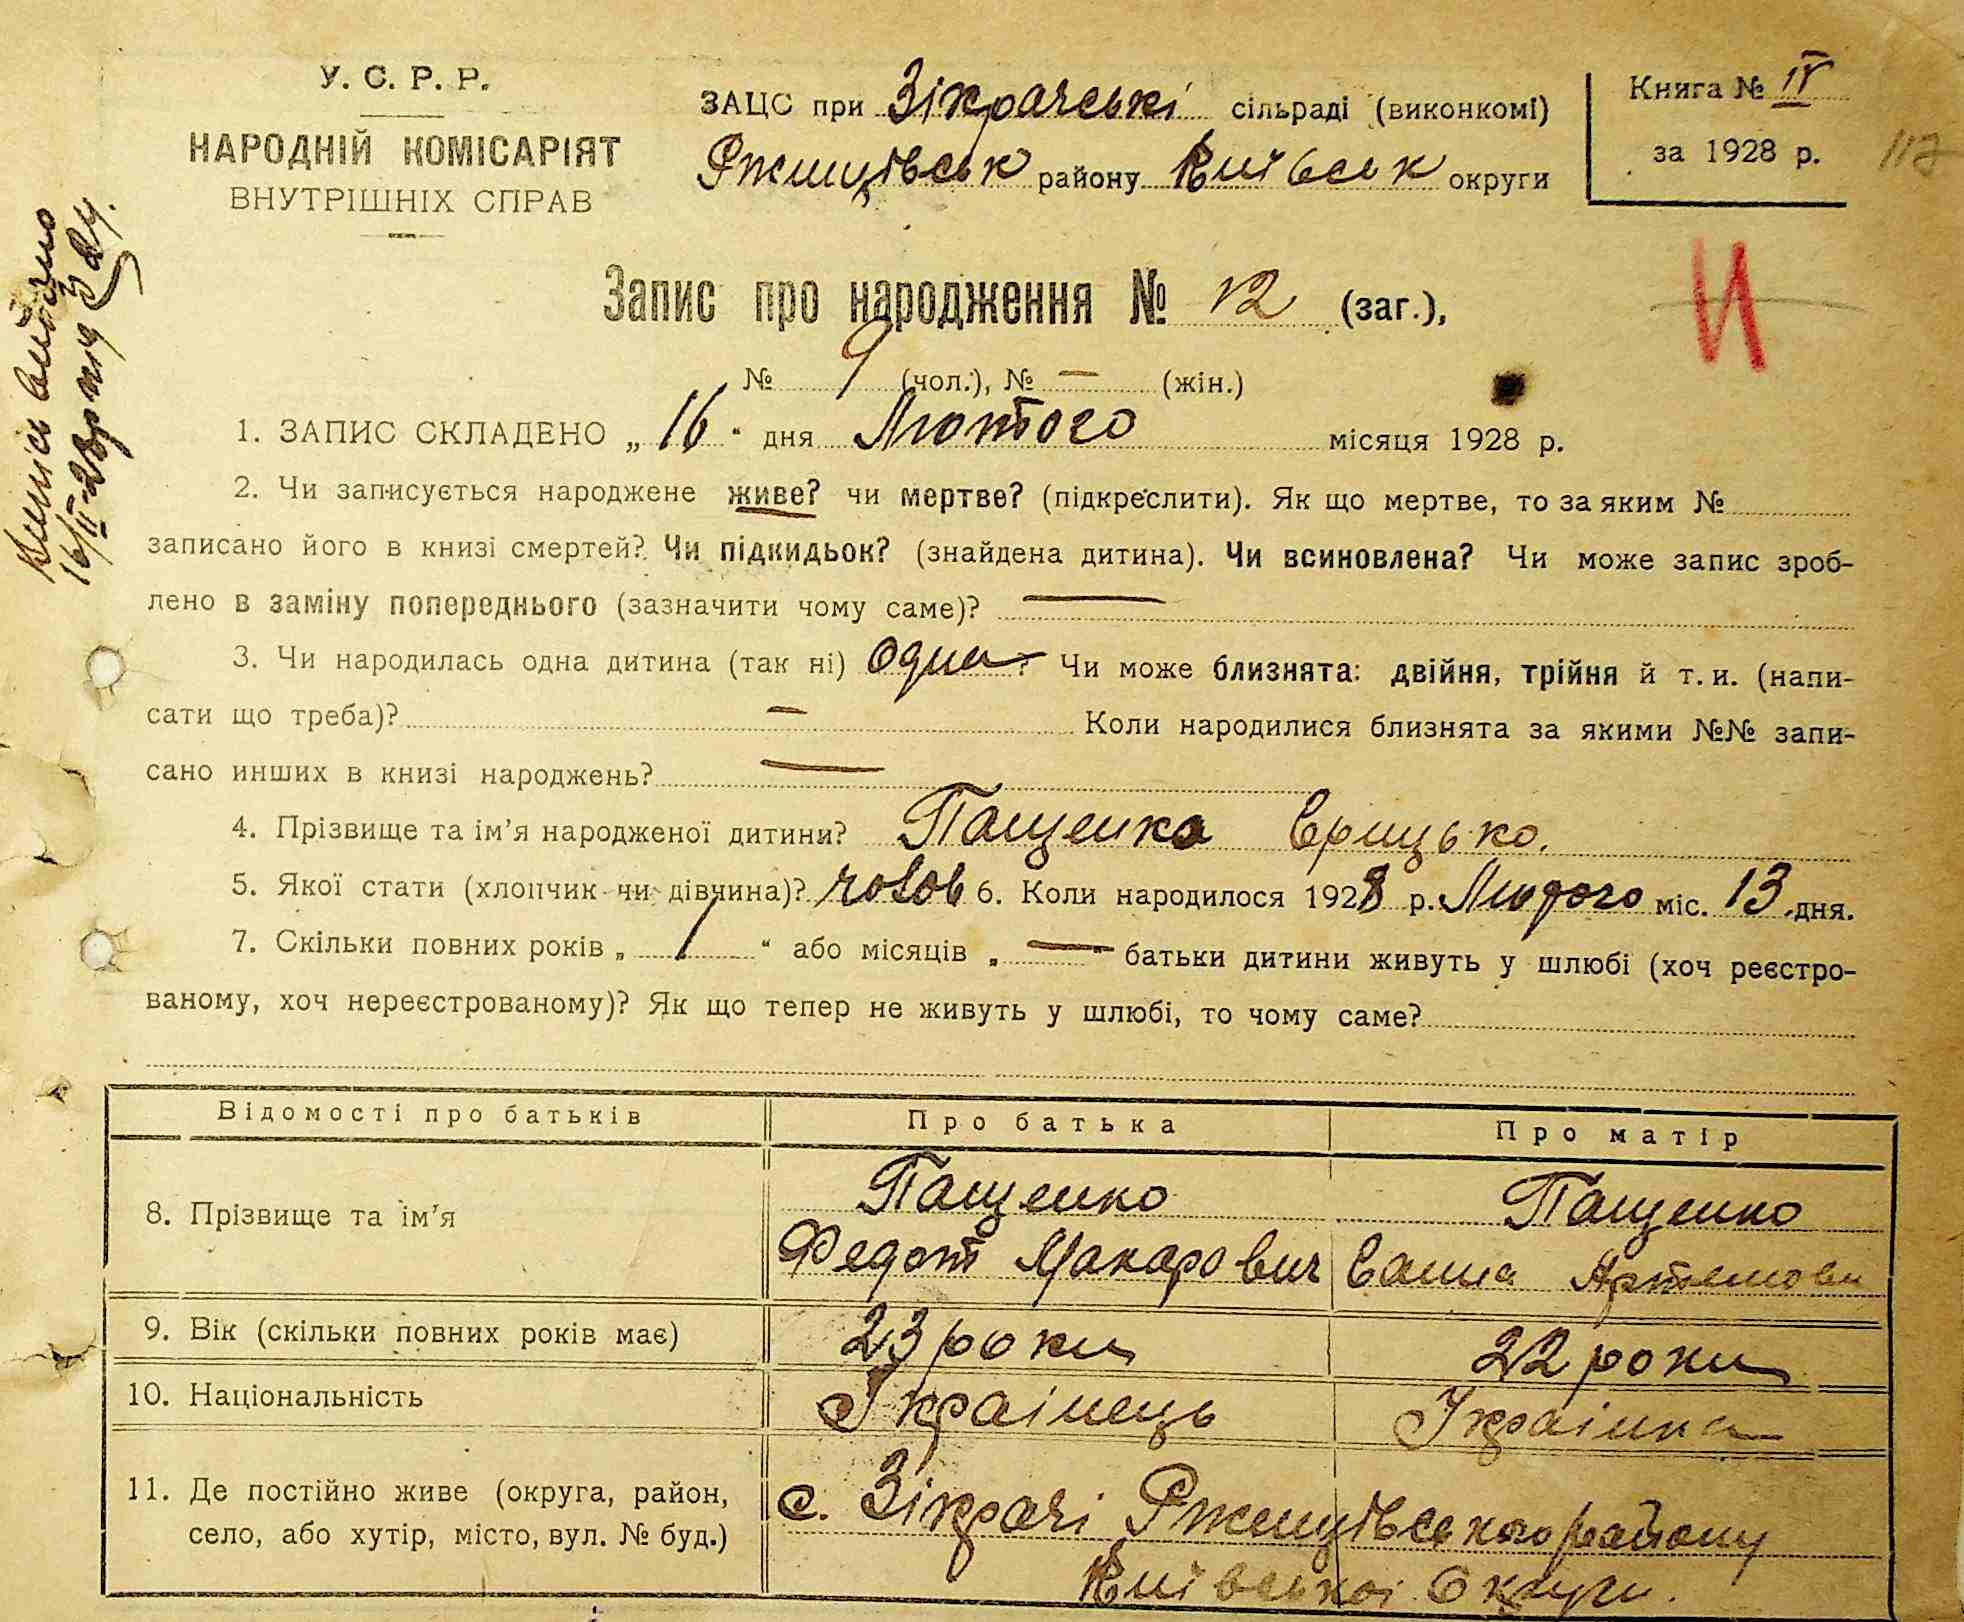 У. С. Р. Р.
НАРОДНІЙ КОМІСАРІЯТ
ВНУТРІШНІХ СПРАВ
ЗАЦС при Зікрачські сільраді (виконкомі)
Ржищівськ району Київськ округи
Книга № IV
за 1928 р.
117
И
Запис про народження № 12 (заг.),
№ 9 (чол.), № — (жін.)
1. ЗАПИС СКЛАДЕНО „ 16 “ дня Лютого місяця 1928 р.
2. Чи записується народжене живе? чи мертве? (підкреслити). Як що мертве, то за яким №
записано його в книзі смертей? Чи підкидьок? (знайдена дитина). Чи всиновлена? Чи може запис зроб-
лено в заміну попереднього (зазначити чому саме)? —
3. Чи народилась одна дитина (так ні) Одна? Чи може близнята: двійня, трійня й т. и. (напи-
сати що треба)? — Коли народилися близнята за якими №№ запи-
сано инших в книзі народжень? —
4. Прізвище та ім’я народженої дитини? Пащенко Грицько.
5. Якої стати (хлопчик чи дівчина)? чолов 6. Коли народилося 1928 р. Лютого міс. 13 дня.
7. Скільки повних років „ 1 “ або місяців „ — “ батьки дитини живуть у шлюбі (хоч реєстро-
ваному, хоч нереєстрованому)? Як що тепер не живуть у шлюбі, то чому саме?
Відомості про батьків Про батька Про матір
8. Прізвище та ім’я Пащенко Пащенко
Федот Макарович Ганна Артемовн
9. Вік (скільки повних років має) 23 роки 22 роки
10. Національність Українець Українка
11. Де постійно живе (округа, район,
село, або хутір, місто, вул. № буд.)
с. Зікрачі Ржищівського району
Київської Округи.